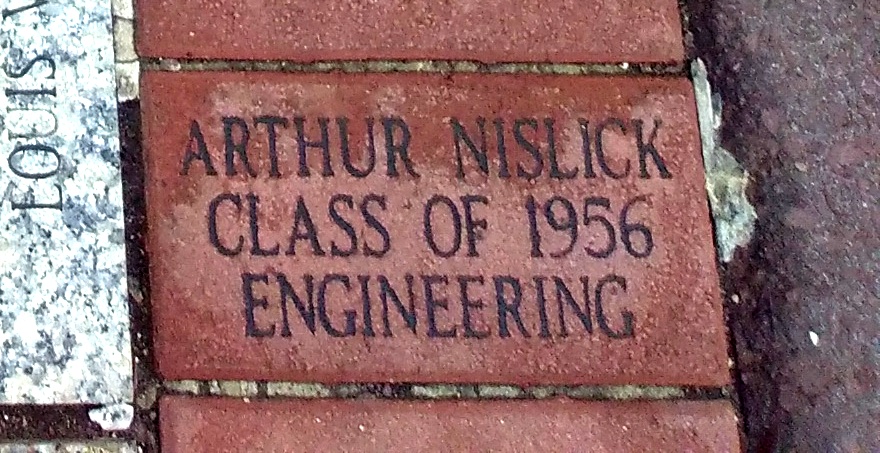 ARTHUR NISLICK
CLASS OF 1956
ENGINEERING
LOUIS